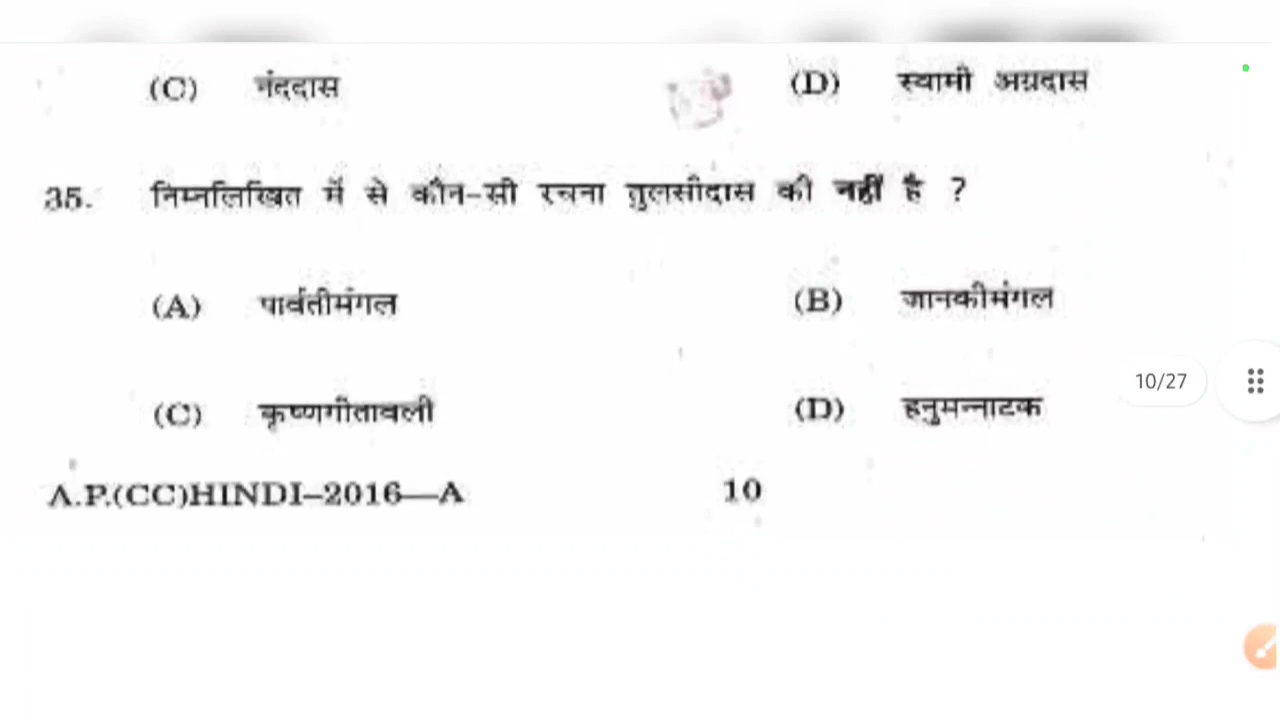 (C) नंददास (D) स्वामी अग्रदास
35. निम्नलिखित में से कौन-सी रचना तुलसीदास की नहीं है ?
(A) पार्वतीमंगल (B) जानकीमंगल
10/27
(C) कृष्णगीतावली (D) हनुमन्नाटक
A.P.(CC)HINDI–2016—A 10